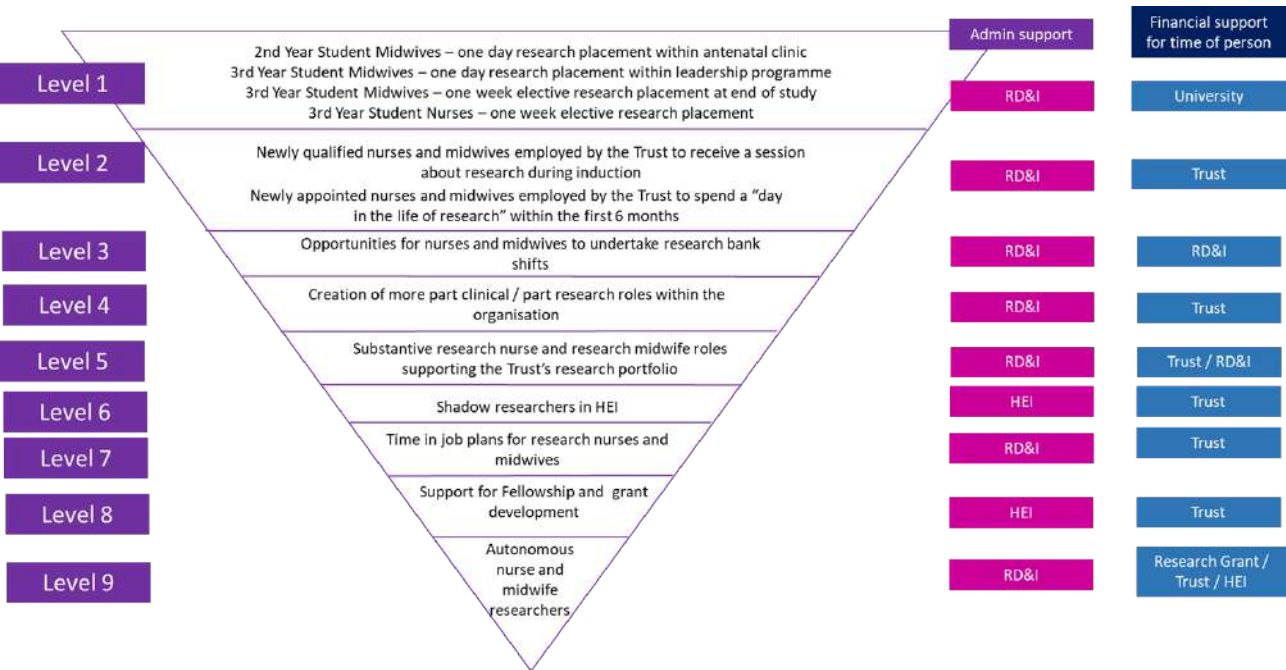 Admin support
Financial support
for time of person
Level 1
2nd Year Student Midwives – one day research placement within antenatal clinic
3rd Year Student Midwives – one day research placement within leadership programme
3rd Year Student Midwives – one week elective research placement at end of study
3rd Year Student Nurses – one week elective research placement
RD&I
University
Level 2
Newly qualified nurses and midwives employed by the Trust to receive a session
about research during induction
Newly appointed nurses and midwives employed by the Trust to spend a “day
in the life of research” within the first 6 months
RD&I
Trust
Level 3
Opportunities for nurses and midwives to undertake research bank
shifts
RD&I
RD&I
Level 4
Creation of more part clinical / part research roles within the
organisation
RD&I
Trust
Level 5
Substantive research nurse and research midwife roles
supporting the Trust’s research portfolio
RD&I
Trust / RD&I
Level 6
Shadow researchers in HEI
HEI
Trust
Level 7
Time in job plans for research nurses and
midwives
RD&I
Trust
Level 8
Support for Fellowship and grant
development
HEI
Trust
Level 9
Autonomous
nurse and
midwife
researchers
RD&I
Research Grant /
Trust / HEI